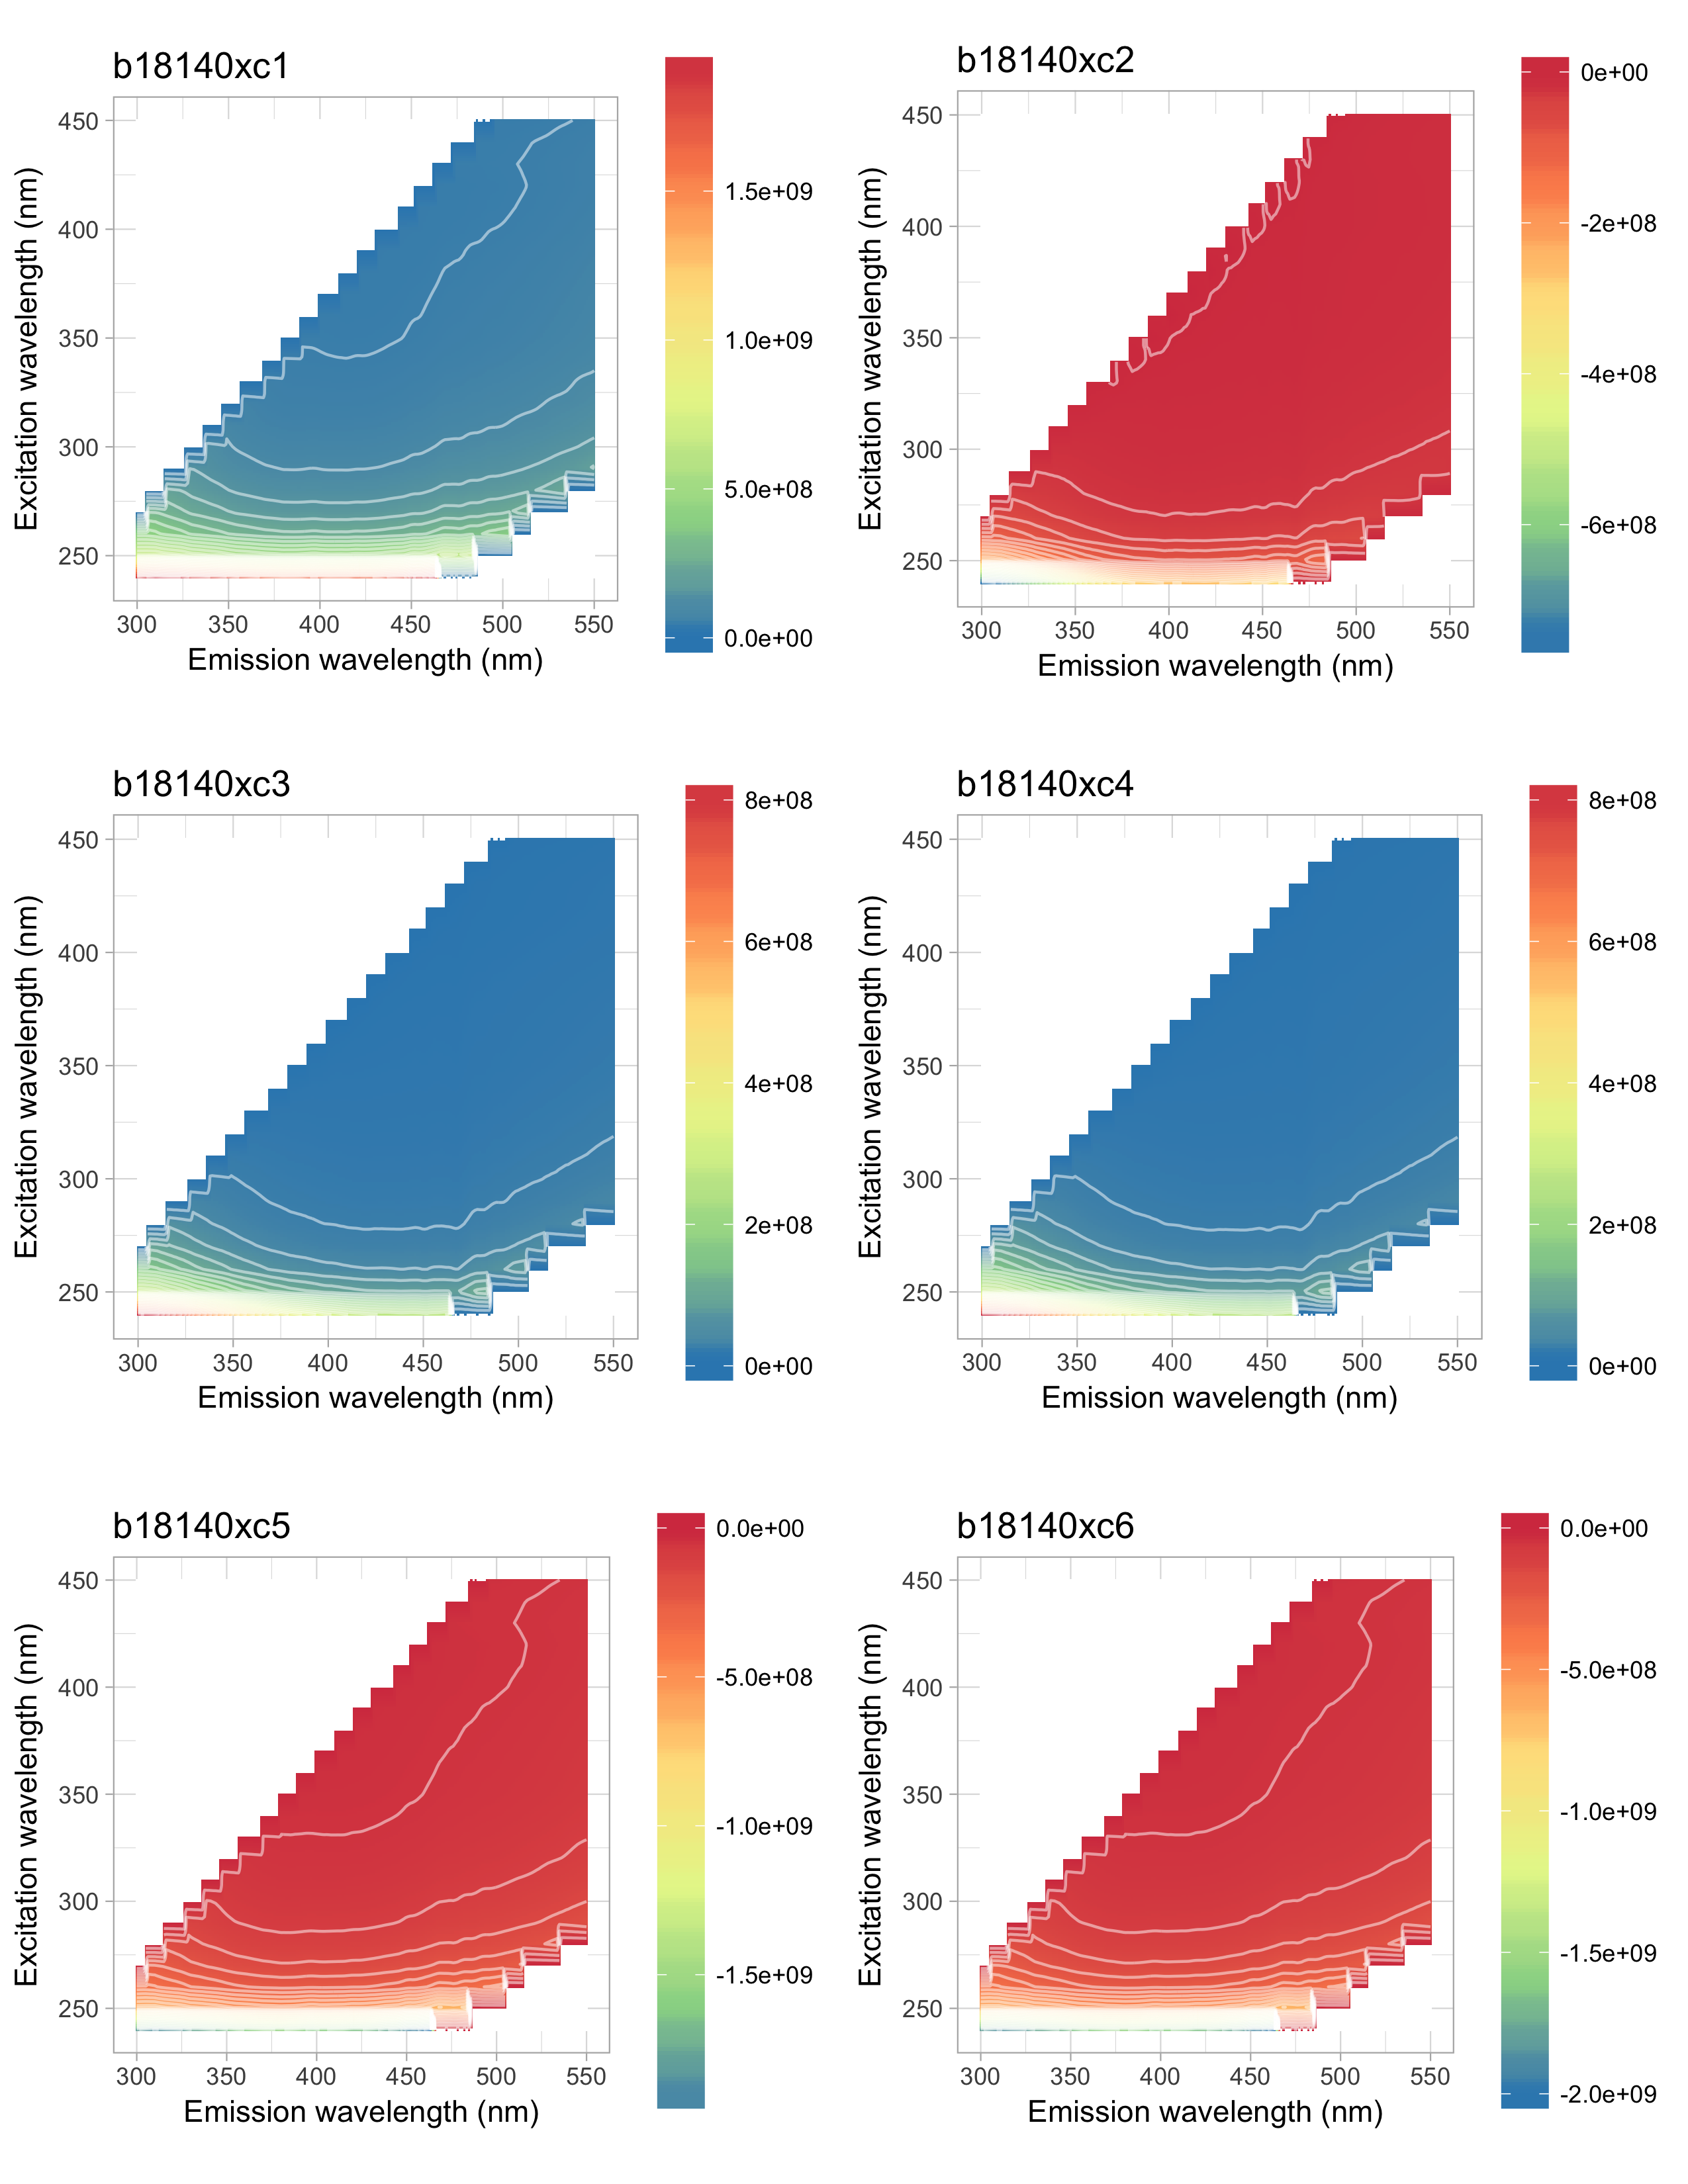 b18140xc1
Excitation wavelength (nm)
450
400
350
300
250
300 350 400 450 500 550
Emission wavelength (nm)
1.5e+09
1.0e+09
5.0e+08
0.0e+00
b18140xc2
Excitation wavelength (nm)
450
400
350
300
250
300 350 400 450 500 550
Emission wavelength (nm)
0e+00
-2e+08
-4e+08
-6e+08
b18140xc3
Excitation wavelength (nm)
450
400
350
300
250
300 350 400 450 500 550
Emission wavelength (nm)
8e+08
6e+08
4e+08
2e+08
0e+00
b18140xc4
Excitation wavelength (nm)
450
400
350
300
250
300 350 400 450 500 550
Emission wavelength (nm)
8e+08
6e+08
4e+08
2e+08
0e+00
b18140xc5
Excitation wavelength (nm)
450
400
350
300
250
300 350 400 450 500 550
Emission wavelength (nm)
0.0e+00
-5.0e+08
-1.0e+09
-1.5e+09
b18140xc6
Excitation wavelength (nm)
450
400
350
300
250
300 350 400 450 500 550
Emission wavelength (nm)
0.0e+00
-5.0e+08
-1.0e+09
-1.5e+09
-2.0e+09